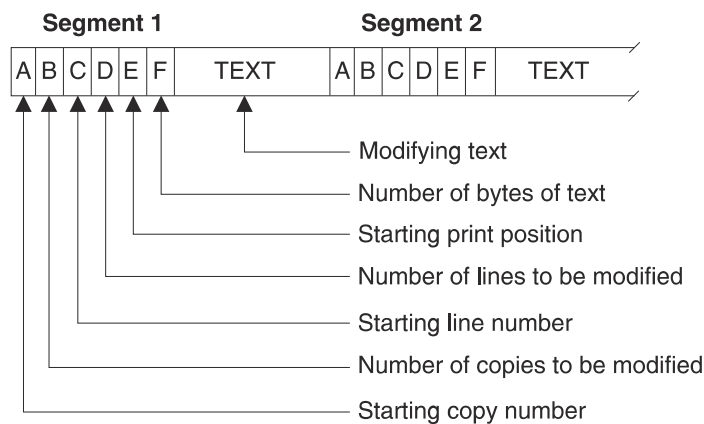 Segment 1 Segment 2
A B C D E F TEXT A B C D E F TEXT
Modifying text
Number of bytes of text
Starting print position
Number of lines to be modified
Starting line number
Number of copies to be modified
Starting copy number